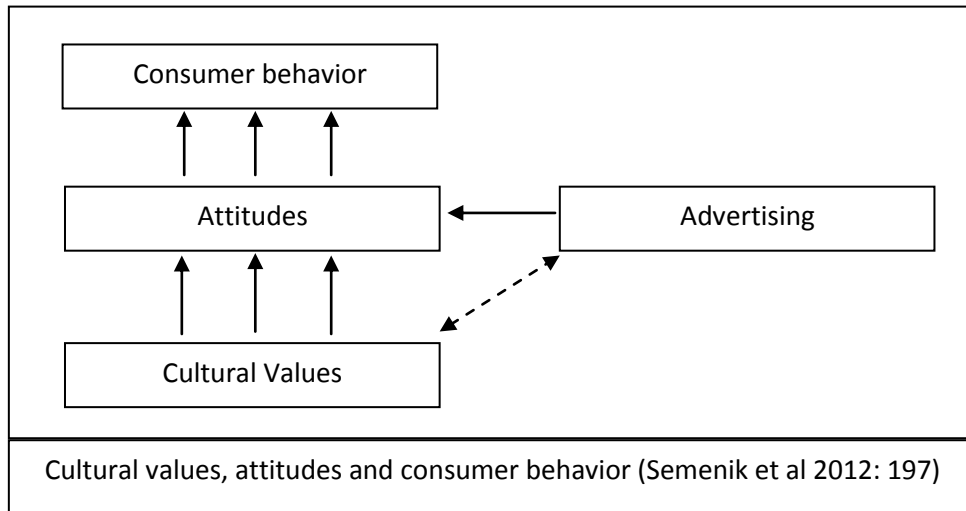 Consumer behavior
Attitudes
Advertising
Cultural Values
Cultural values, attitudes and consumer behavior (Semenik et al 2012: 197)